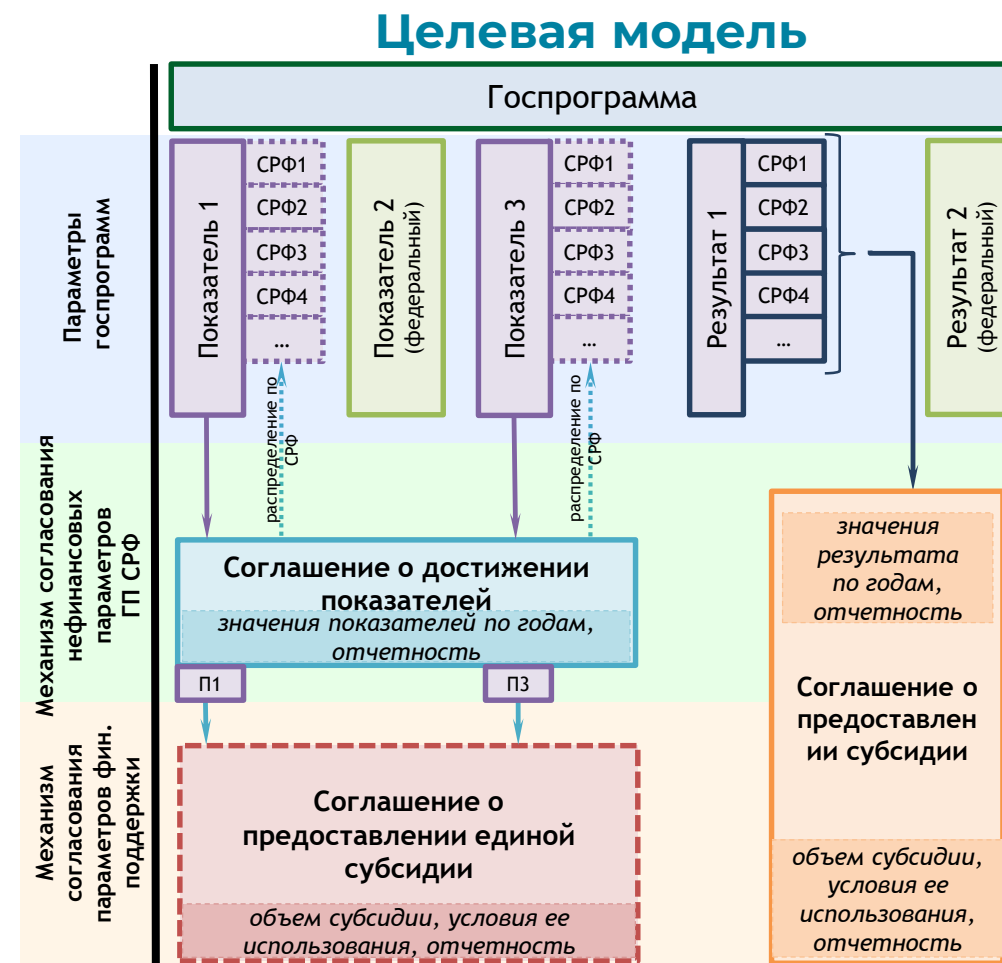 Целевая модель
Госпрограмма
Параметры
госпрограмм
Показатель 1
СРФ1
СРФ2
СРФ3
СРФ4
...
Показатель 2
(федеральный)
Показатель 3
СРФ1
СРФ2
СРФ3
СРФ4
...
Результат 1
СРФ1
СРФ2
СРФ3
СРФ4
...
Результат 2
(федеральный)
распределение по
СРФ
распределение по
СРФ
Механизм согласования
нефинансовых
параметров
ГП СРФ
Соглашение о достижении
показателей
значения показателей по годам,
отчетность
П1
П3
значения
результата
по годам,
отчетность
Соглашение о
предоставлен
ии субсидии
объем субсидии,
условия ее
использования,
отчетность
Механизм
согласования
параметров фин.
поддержки
Соглашение о
предоставлении единой
субсидии
объем субсидии, условия ее
использования, отчетность